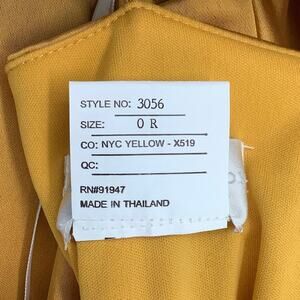 STYLE NO: 3056
SIZE: 0 R
CO: NYC YELLOW - X519
QC:
RN#91947
MADE IN THAILAND